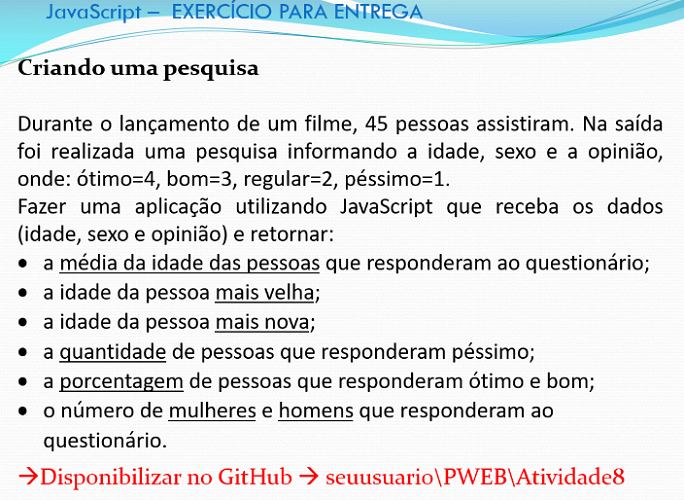 JavaScript – EXERCÍCIO PARA ENTREGA
Criando uma pesquisa
Durante o lançamento de um filme, 45 pessoas assistiram. Na saída
foi realizada uma pesquisa informando a idade, sexo e a opinião,
onde: ótimo=4, bom=3, regular=2, péssimo=1.
Fazer uma aplicação utilizando JavaScript que receba os dados
(idade, sexo e opinião) e retornar:
• a média da idade das pessoas que responderam ao questionário;
• a idade da pessoa mais velha;
• a idade da pessoa mais nova;
• a quantidade de pessoas que responderam péssimo;
• a porcentagem de pessoas que responderam ótimo e bom;
• o número de mulheres e homens que responderam ao
questionário.
→Disponibilizar no GitHub → seuusuario\PWEB\Atividade8